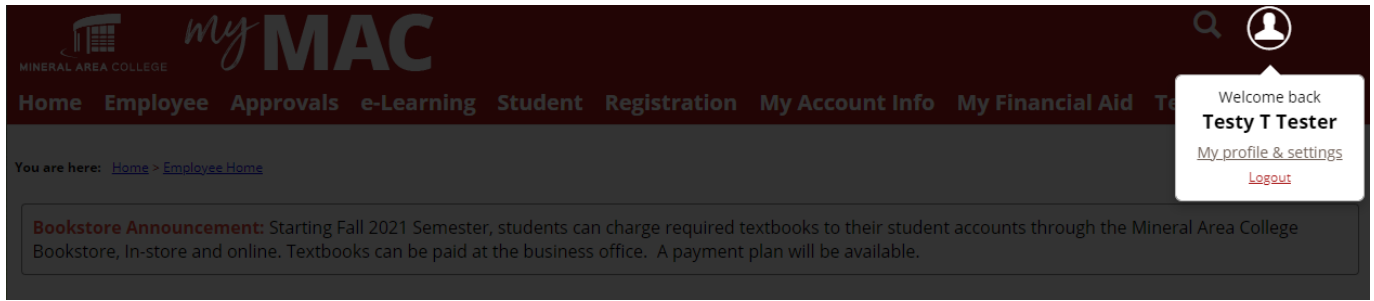 my MAC
MINERAL AREA COLLEGE
Home Employee Approvals e-Learning Student Registration My Account Info My Financial Aid
Welcome back
Testy T Tester
My profile & settings
Logout
You are here: Home > Employee Home
Bookstore Announcement: Starting Fall 2021 Semester, students can charge required textbooks to their student accounts through the Mineral Area College
Bookstore, In-store and online. Textbooks can be paid at the business office. A payment plan will be available.